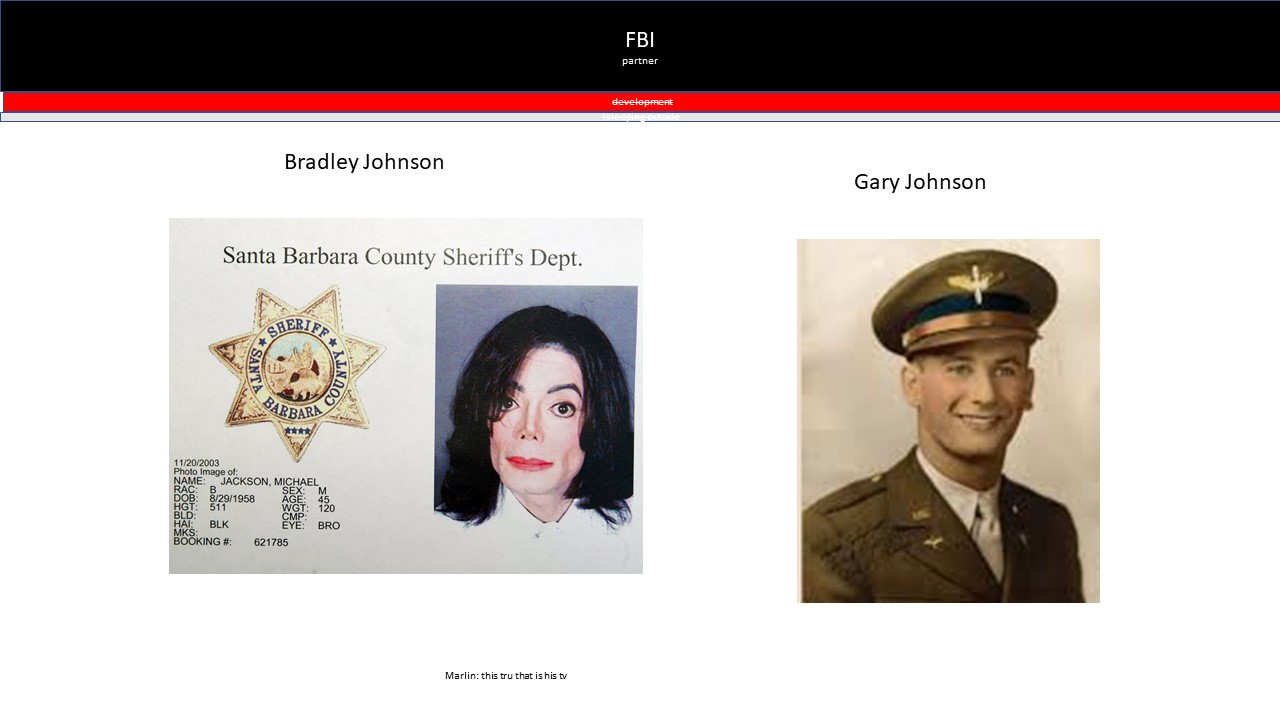 FBI
partner
development
Bradley Johnson
Gary Johnson
Santa Barbara County Sheriff's Dept.
SHERIFF
SANTA BARBARA COUNTY
11/20/2003
Photo Image of:
NAME: JACKSON, MICHAEL
RAC: B SEX: M
DOB: 8/29/1958 AGE: 45
HGT: 511 WGT: 120
BLD: CMP:
HAI: BLK EYE: BRO
MKS:
BOOKING #: 621785
Marlin: this tru that is his tv